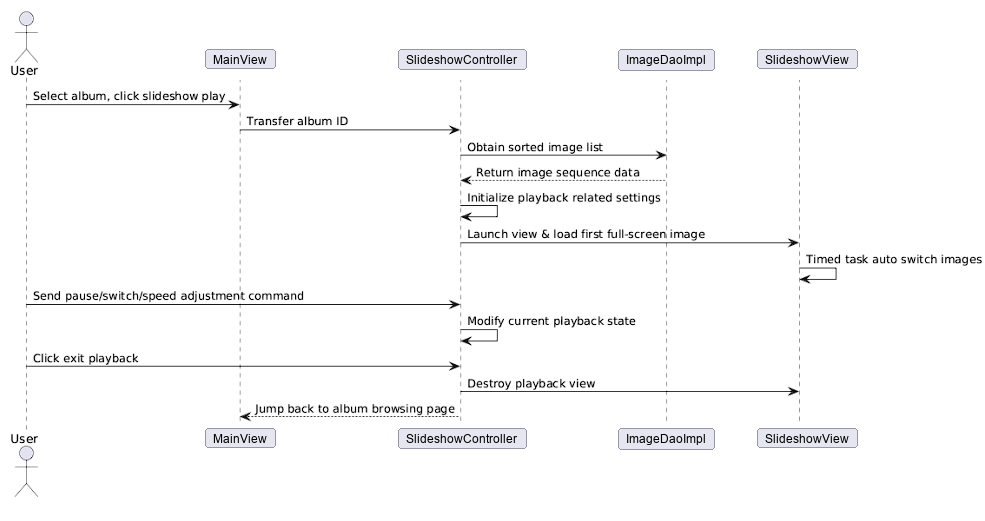 User
MainView
SlideshowController
ImageDaoImpl
SlideshowView
Select album, click slideshow play
Transfer album ID
Obtain sorted image list
Return image sequence data
Initialize playback related settings
Launch view & load first full-screen image
Timed task auto switch images
Send pause/switch/speed adjustment command
Modify current playback state
Click exit playback
Destroy playback view
Jump back to album browsing page
User
MainView
SlideshowController
ImageDaoImpl
SlideshowView